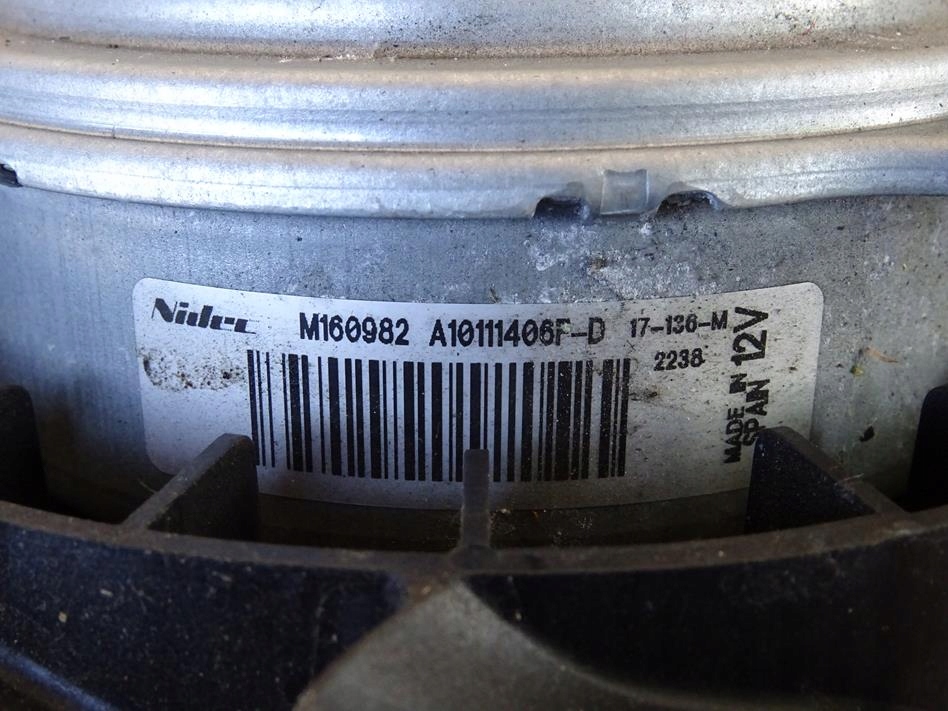 Nidec M160982 A10111406F-D 17-136-M
2238
MADE IN
SPAIN
12V